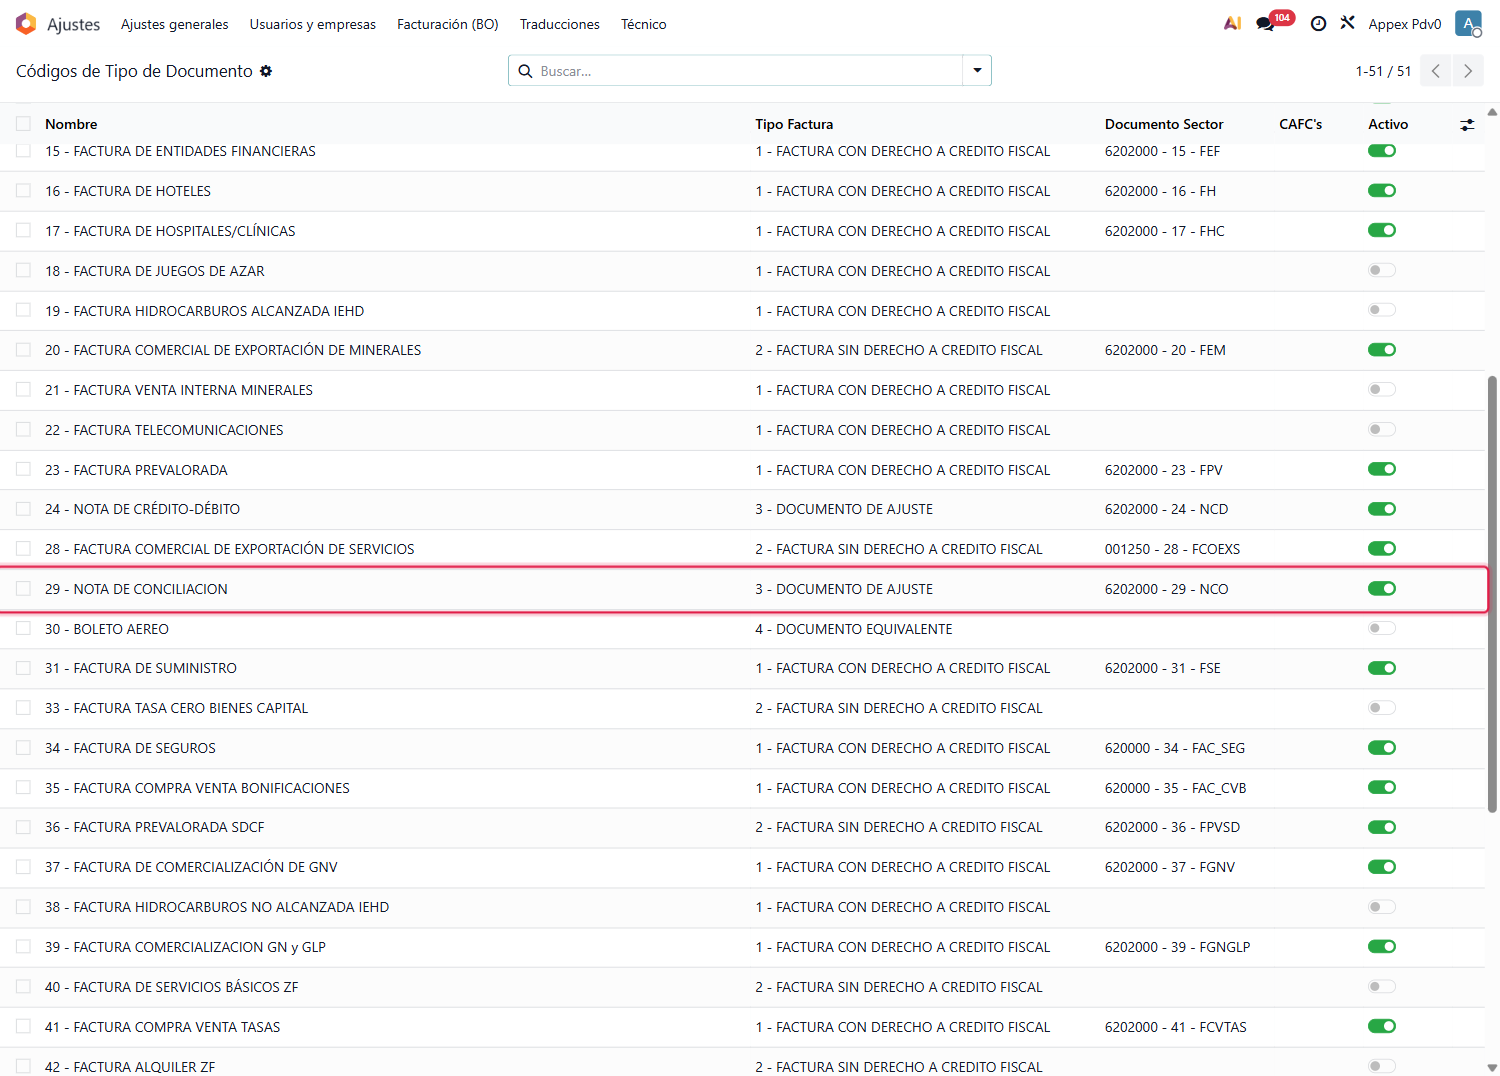 Ajustes Ajustes generales Usuarios y empresas Facturación (BO) Traducciones Técnico AI 104 Appex Pdv0 A
Códigos de Tipo de Documento Buscar... 1-51 / 51
Nombre Tipo Factura Documento Sector CAFC's Activo
15 - FACTURA DE ENTIDADES FINANCIERAS 1 - FACTURA CON DERECHO A CREDITO FISCAL 6202000 - 15 - FEF
16 - FACTURA DE HOTELES 1 - FACTURA CON DERECHO A CREDITO FISCAL 6202000 - 16 - FH
17 - FACTURA DE HOSPITALES/CLÍNICAS 1 - FACTURA CON DERECHO A CREDITO FISCAL 6202000 - 17 - FHC
18 - FACTURA DE JUEGOS DE AZAR 1 - FACTURA CON DERECHO A CREDITO FISCAL
19 - FACTURA HIDROCARBUROS ALCANZADA IEHD 1 - FACTURA CON DERECHO A CREDITO FISCAL
20 - FACTURA COMERCIAL DE EXPORTACIÓN DE MINERALES 2 - FACTURA SIN DERECHO A CREDITO FISCAL 6202000 - 20 - FEM
21 - FACTURA VENTA INTERNA MINERALES 1 - FACTURA CON DERECHO A CREDITO FISCAL
22 - FACTURA TELECOMUNICACIONES 1 - FACTURA CON DERECHO A CREDITO FISCAL
23 - FACTURA PREVALORADA 1 - FACTURA CON DERECHO A CREDITO FISCAL 6202000 - 23 - FPV
24 - NOTA DE CRÉDITO-DÉBITO 3 - DOCUMENTO DE AJUSTE 6202000 - 24 - NCD
28 - FACTURA COMERCIAL DE EXPORTACIÓN DE SERVICIOS 2 - FACTURA SIN DERECHO A CREDITO FISCAL 001250 - 28 - FCOEXS
29 - NOTA DE CONCILIACION 3 - DOCUMENTO DE AJUSTE 6202000 - 29 - NCO
30 - BOLETO AEREO 4 - DOCUMENTO EQUIVALENTE
31 - FACTURA DE SUMINISTRO 1 - FACTURA CON DERECHO A CREDITO FISCAL 6202000 - 31 - FSE
33 - FACTURA TASA CERO BIENES CAPITAL 2 - FACTURA SIN DERECHO A CREDITO FISCAL
34 - FACTURA DE SEGUROS 1 - FACTURA CON DERECHO A CREDITO FISCAL 620000 - 34 - FAC_SEG
35 - FACTURA COMPRA VENTA BONIFICACIONES 1 - FACTURA CON DERECHO A CREDITO FISCAL 620000 - 35 - FAC_CVB
36 - FACTURA PREVALORADA SDCF 2 - FACTURA SIN DERECHO A CREDITO FISCAL 6202000 - 36 - FPVSD
37 - FACTURA DE COMERCIALIZACIÓN DE GNV 1 - FACTURA CON DERECHO A CREDITO FISCAL 6202000 - 37 - FGNV
38 - FACTURA HIDROCARBUROS NO ALCANZADA IEHD 1 - FACTURA CON DERECHO A CREDITO FISCAL
39 - FACTURA COMERCIALIZACION GN y GLP 1 - FACTURA CON DERECHO A CREDITO FISCAL 6202000 - 39 - FGNGLP
40 - FACTURA DE SERVICIOS BÁSICOS ZF 2 - FACTURA SIN DERECHO A CREDITO FISCAL
41 - FACTURA COMPRA VENTA TASAS 1 - FACTURA CON DERECHO A CREDITO FISCAL 6202000 - 41 - FCVTAS
42 - FACTURA ALQUILER ZF 2 - FACTURA SIN DERECHO A CREDITO FISCAL